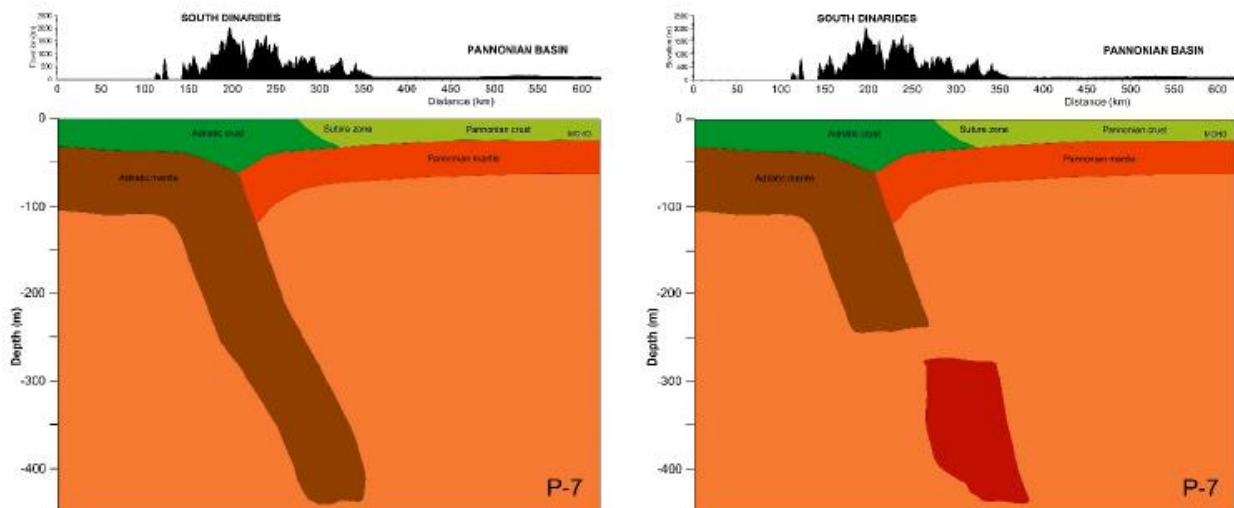 SOUTH DINARIDES
PANNONIAN BASIN
0 50 100 150 200 250 300 350 400 450 500 550 600
Distance (km)
0
-100
-200
-300
-400
Depth (m)
Adriatic crust
Suture zone
Pannonian crust
MOHO
Pannonian mantle
Adriatic mantle
P-7
SOUTH DINARIDES
PANNONIAN BASIN
0 50 100 150 200 250 300 350 400 450 500 550 600
Distance (km)
0
-100
-200
-300
-400
Depth (m)
Adriatic crust
Suture zone
Pannonian crust
MOHO
Pannonian mantle
Adriatic mantle
P-7